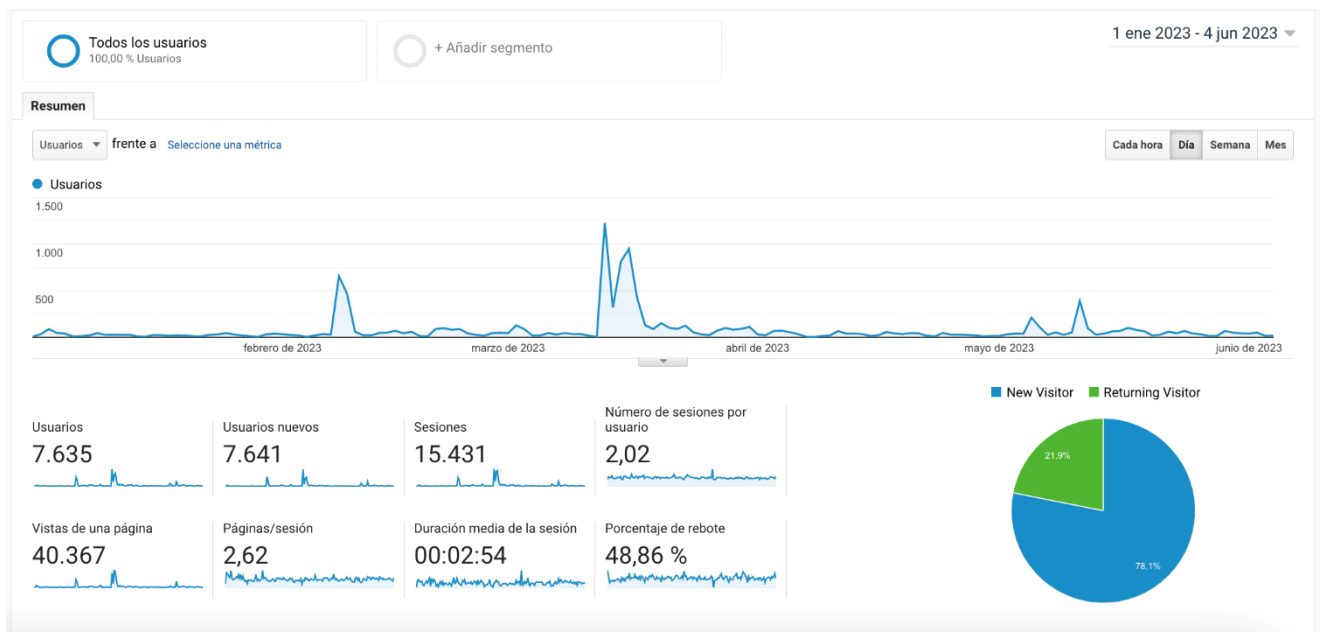 Todos los usuarios
100,00 % Usuarios
+ Añadir segmento
1 ene 2023 - 4 jun 2023
Resumen
Usuarios frente a Seleccione una métrica
Cada hora Día Semana Mes
Usuarios
1.500
1.000
500
febrero de 2023 marzo de 2023 abril de 2023 mayo de 2023 junio de 2023
New Visitor Returning Visitor
Usuarios
7.635
Usuarios nuevos
7.641
Sesiones
15.431
Número de sesiones por
usuario
2,02
Vistas de una página
40.367
Páginas/sesión
2,62
Duración media de la sesión
00:02:54
Porcentaje de rebote
48,86 %
21,9%
78,1%